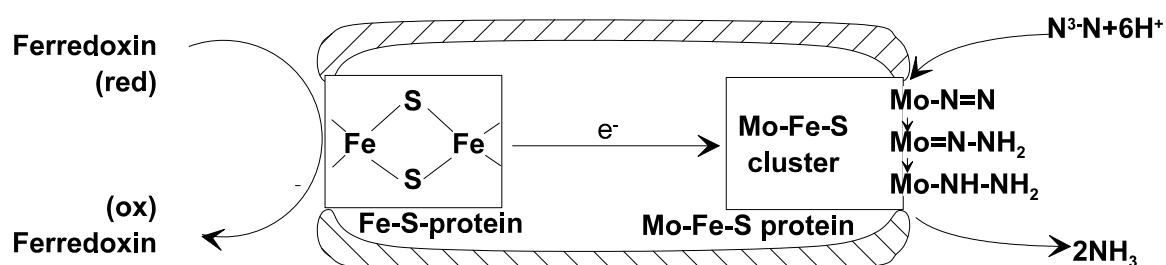 Ferredoxin
(red)
N³-N+6H⁺
S
Fe
Fe
S
e⁻
Mo-Fe-S
cluster
Mo-N=N
Mo=N-NH₂
Mo-NH-NH₂
-
(ox)
Ferredoxin
Fe-S-protein
Mo-Fe-S protein
2NH₃